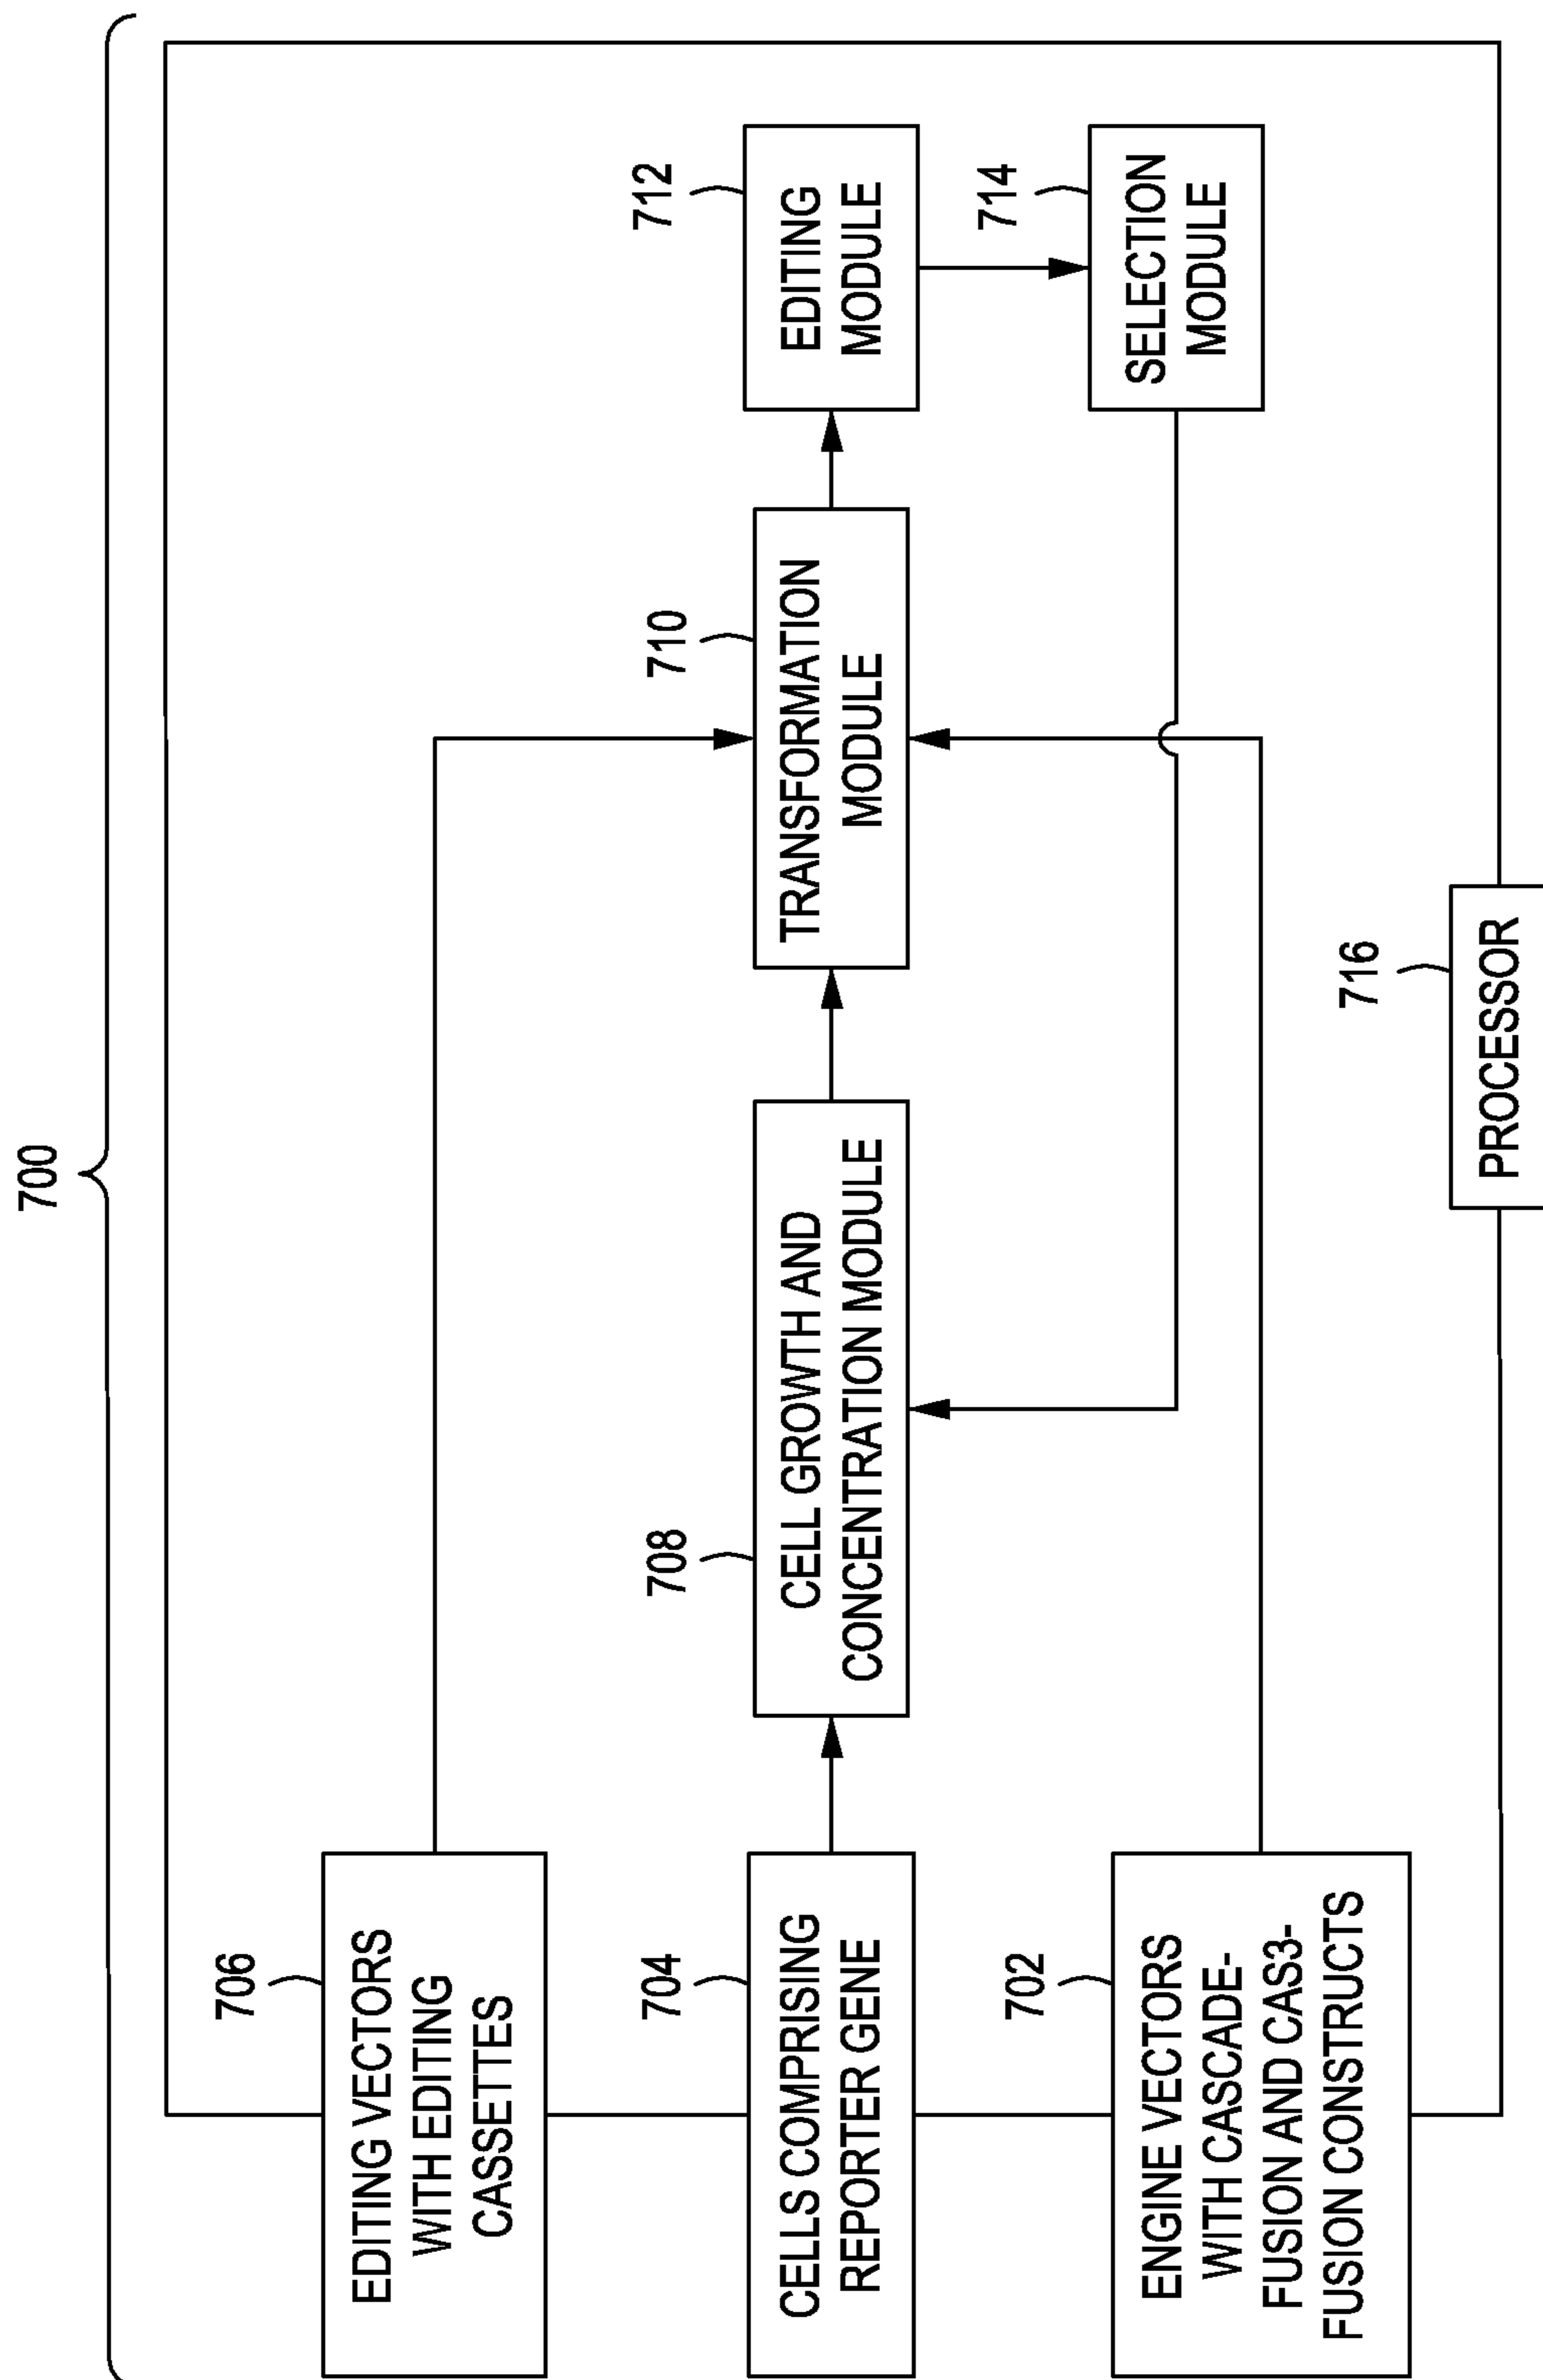 700
706
EDITING VECTORS
WITH EDITING
CASSETTES
704
CELLS COMPRISING
REPORTER GENE
702
ENGINE VECTORS
WITH CASCADE-
FUSION AND CAS3-
FUSION CONSTRUCTS
708
CELL GROWTH AND
CONCENTRATION MODULE
710
TRANSFORMATION
MODULE
712
EDITING
MODULE
714
SELECTION
MODULE
716
PROCESSOR